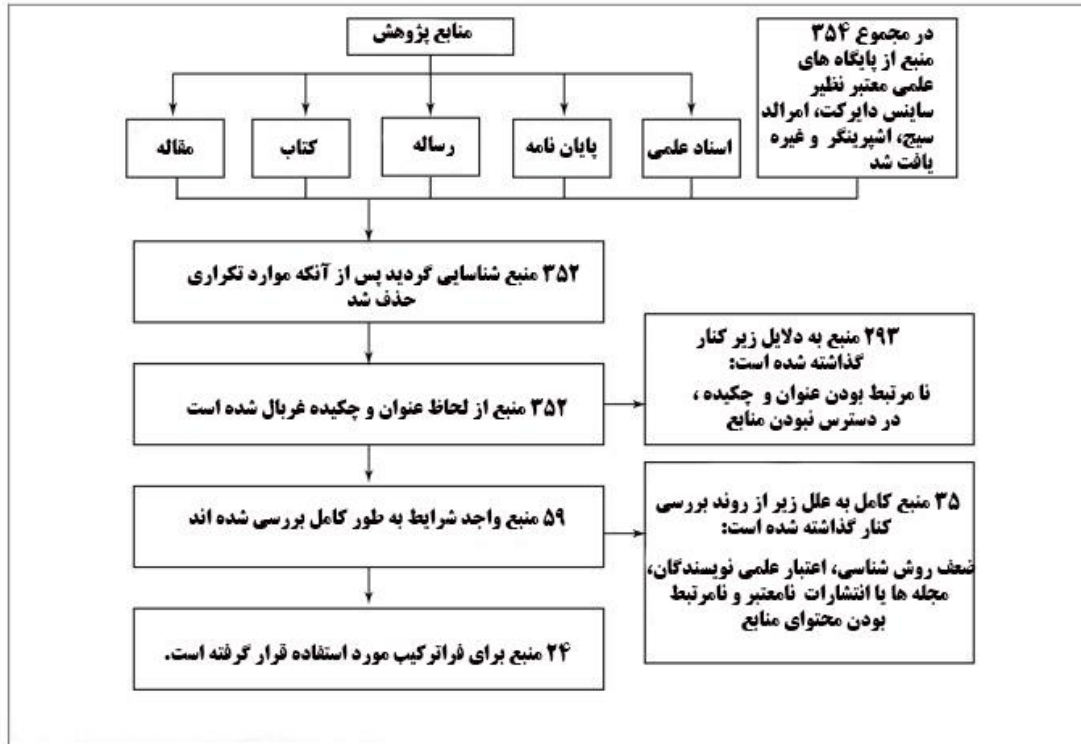 منابع پژوهش
در مجموع ۳۵۴
منبع از پایگاه های
علمی معتبر نظیر
ساینس دایرکت، امرالد
سیج، اشپرینگر و غیره
یافت شد
اسناد علمی
پایان نامه
رساله
کتاب
مقاله
۳۵۲ منبع شناسایی گردید پس از آنکه موارد تکراری
حذف شد
۲۹۳ منبع به دلایل زیر کنار
گذاشته شده است:
نا مرتبط بودن عنوان و چکیده ،
در دسترس نبودن منابع
۳۵۲ منبع از لحاظ عنوان و چکیده غربال شده است
۳۵ منبع کامل به علل زیر از روند بررسی
کنار گذاشته شده است:
ضعف روش شناسی، اعتبار علمی نویسندگان،
مجله ها یا انتشارات نامعتبر و نامرتبط
بودن محتوای منابع
۵۹ منبع واجد شرایط به طور کامل بررسی شده اند
۲۴ منبع برای فراترکیب مورد استفاده قرار گرفته است.